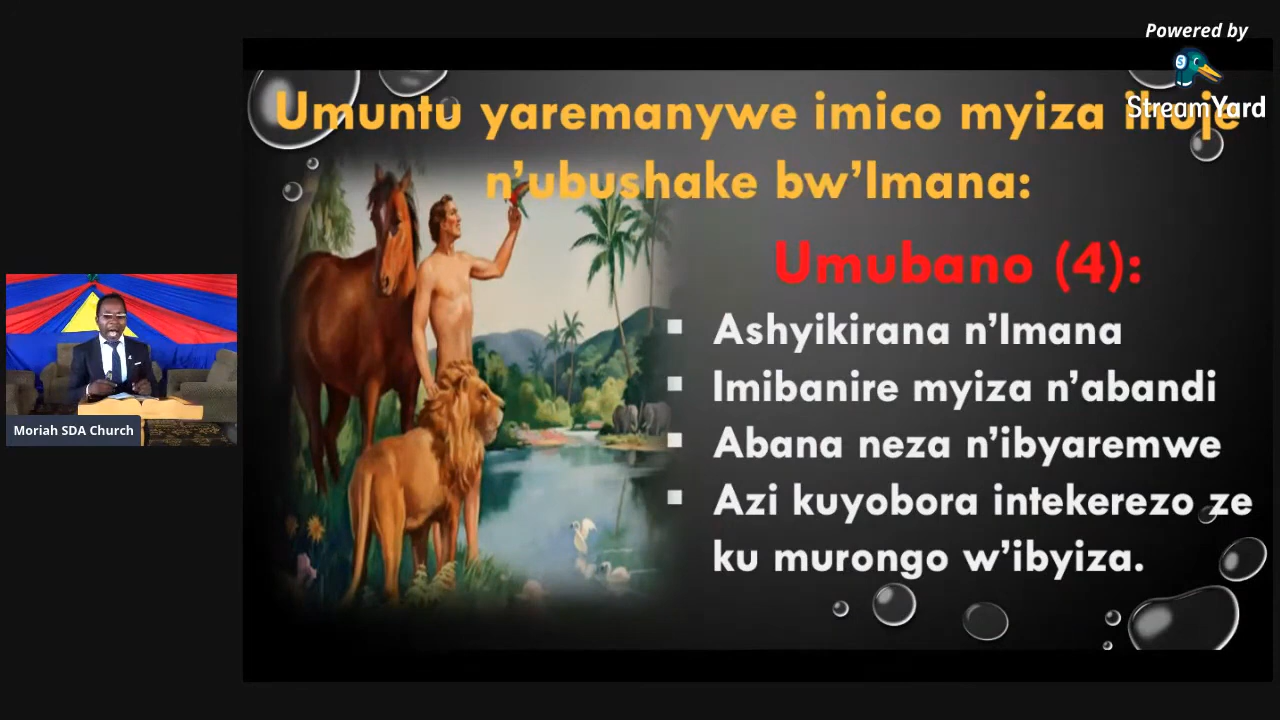 Powered by
StreamYard
Umuntu yaremanywe imico myiza
n’ubushake bw’Imana:
Umubano (4):
▪ Ashyikirana n’Imana
▪ Imibanire myiza n’abandi
▪ Abana neza n’ibyaremwe
▪ Azi kuyobora intekerezo ze
ku murongo w’ibyiza.
Moriah SDA Church